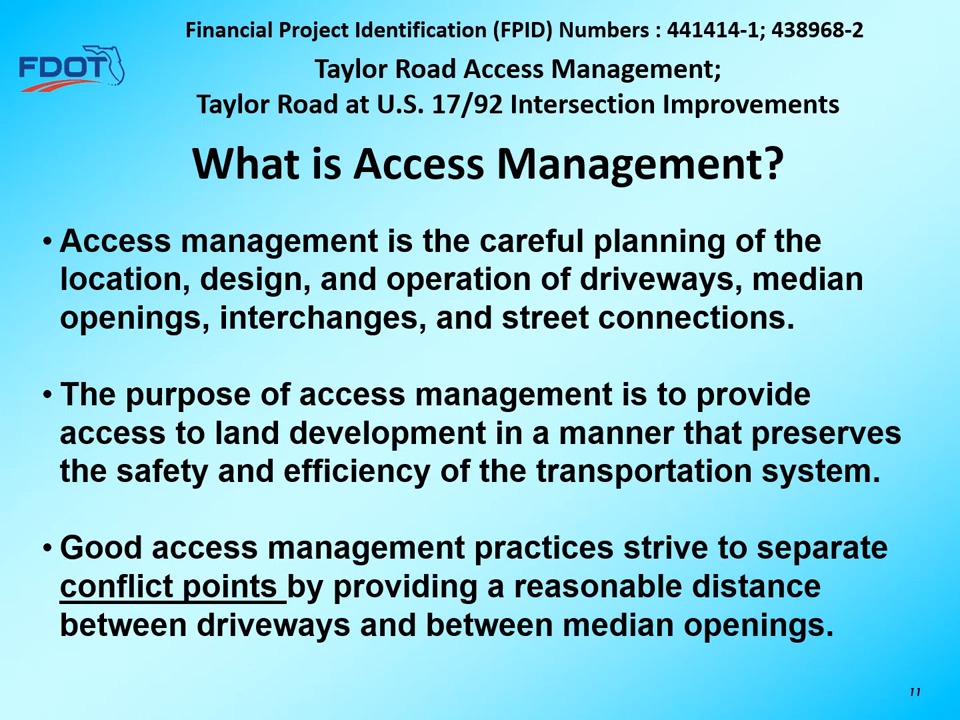 Financial Project Identification (FPID) Numbers : 441414-1; 438968-2
FDOT
Taylor Road Access Management;
Taylor Road at U.S. 17/92 Intersection Improvements
What is Access Management?
• Access management is the careful planning of the
location, design, and operation of driveways, median
openings, interchanges, and street connections.
• The purpose of access management is to provide
access to land development in a manner that preserves
the safety and efficiency of the transportation system.
• Good access management practices strive to separate
conflict points by providing a reasonable distance
between driveways and between median openings.
11